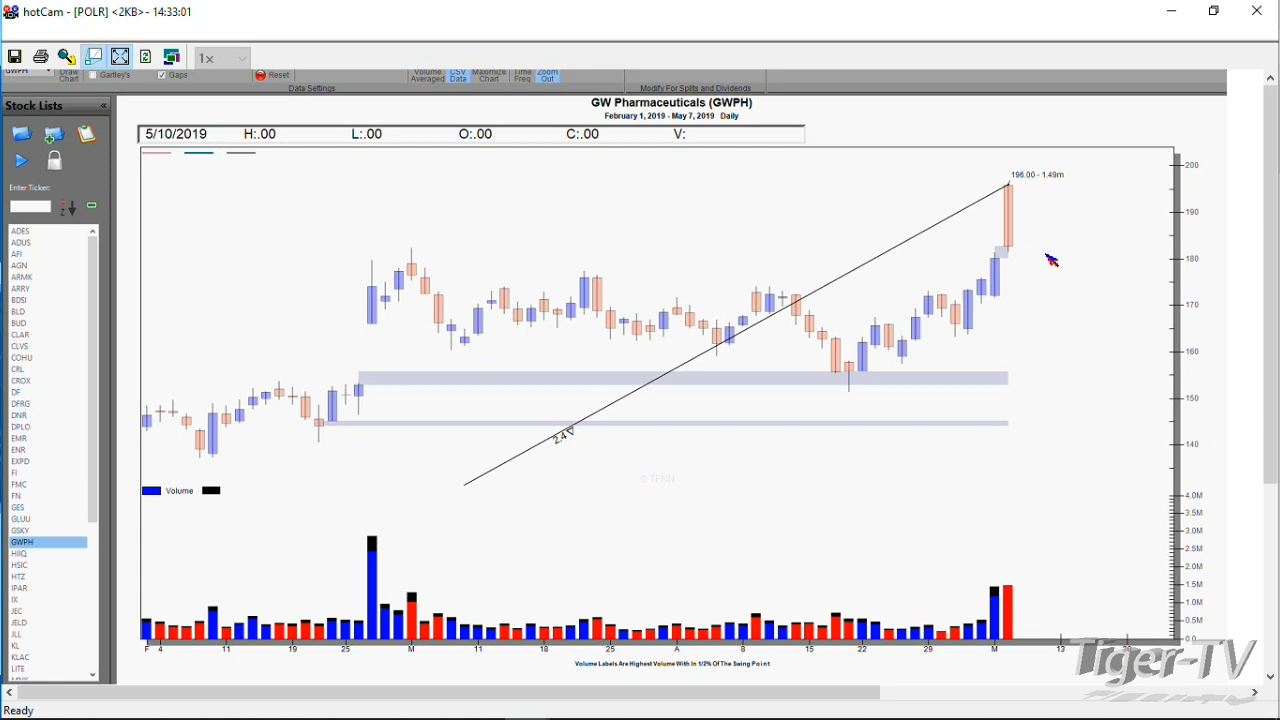 hotCam - [POLR] <2KB> - 14:33:01
1x
GWPH
Draw Chart
Gartley's
Gaps
Reset
Volume Averaged
CSV Data
Maximize Chart
Time Freq
Zoom Out
Data Settings
Modify For Splits and Dividends
Stock Lists
«
GW Pharmaceuticals (GWPH)
February 1, 2019 - May 7, 2019 Daily
5/10/2019 H:.00 L:.00 O:.00 C:.00 V:
Enter Ticker:
ADES
ADUS
AFI
AGN
ARMK
ARRY
BDSI
BLD
BUD
CLAR
CLVS
COHU
CRL
CROX
DF
DFRG
DNR
DPLO
EMR
ENR
EXPD
FI
FMC
FN
GES
GLUU
GSKY
GWPH
HIIQ
HSIC
HTZ
IPAR
IX
JEC
JELD
JLL
KL
KLAC
LITE
196.00 - 1.49m
200
190
180
170
160
150
140
2.4
© TFNN
Volume
4.0M
3.5M
3.0M
2.5M
2.0M
1.5M
1.0M
0.5M
0.0
F 4 11 19 25 M 11 18 25 A 8 15 22 29 M 13 20
Volume Labels Are Highest Volume With In 1/2% Of The Swing Point
Tiger-TV
Ready